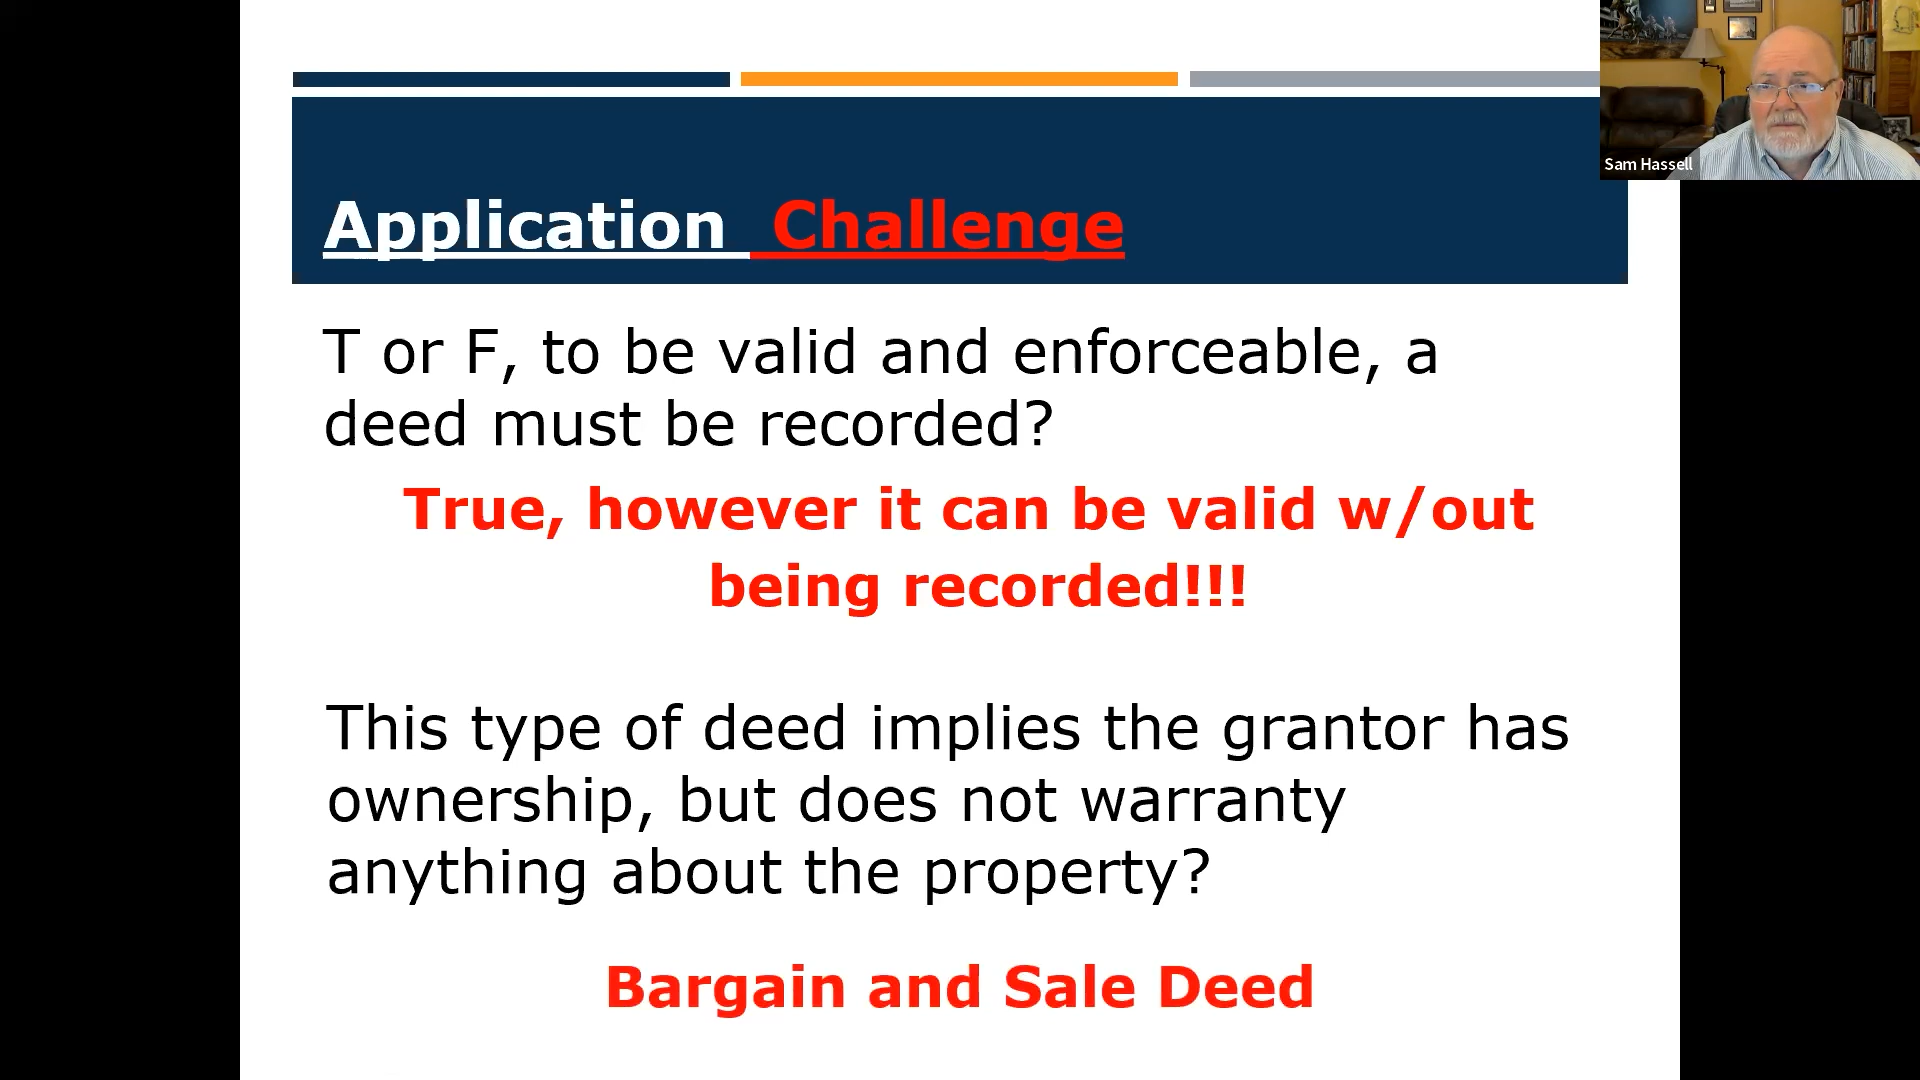 Application Challenge
T or F, to be valid and enforceable, a
deed must be recorded?
True, however it can be valid w/out
being recorded!!!
This type of deed implies the grantor has
ownership, but does not warranty
anything about the property?
Bargain and Sale Deed
Sam Hassell